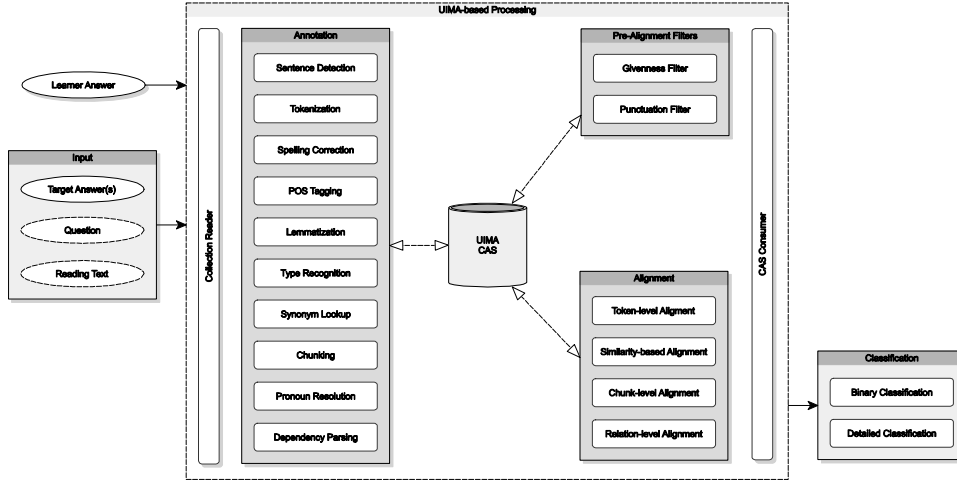 UIMA-based Processing
Learner Answer
Input
Target Answer(s)
Question
Reading Text
Collection Reader
Annotation
Sentence Detection
Tokenization
Spelling Correction
POS Tagging
Lemmatization
Type Recognition
Synonym Lookup
Chunking
Pronoun Resolution
Dependency Parsing
UIMA
CAS
Pre-Alignment Filters
Givenness Filter
Punctuation Filter
Alignment
Token-level Aligment
Similarity-based Alignment
Chunk-level Alignment
Relation-level Alignment
CAS Consumer
Classification
Binary Classification
Detailed Classification